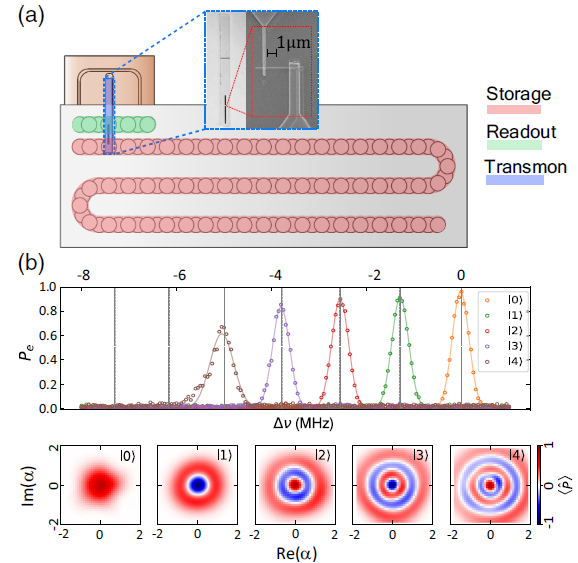 (a)
1μm
Storage
Readout
Transmon
(b)
-8 -6 -4 -2 0
1.0
0.8
0.6
0.4
0.2
0.0
Pe
|0⟩
|1⟩
|2⟩
|3⟩
|4⟩
Δν (MHz)
|0⟩ |1⟩ |2⟩ |3⟩ |4⟩
2
0
-2
Im(α)
-2 0 2 -2 0 2 -2 0 2 -2 0 2 -2 0 2
Re(α)
1
0
-1
⟨P̂⟩